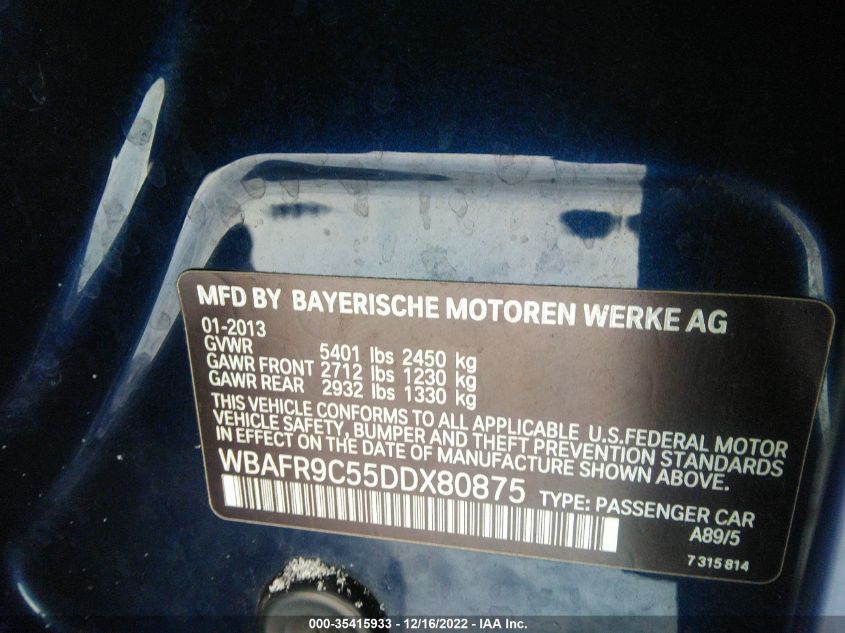 MFD BY BAYERISCHE MOTOREN WERKE AG
01-2013
GVWR 5401 lbs 2450 kg
GAWR FRONT 2712 lbs 1230 kg
GAWR REAR 2932 lbs 1330 kg
THIS VEHICLE CONFORMS TO ALL APPLICABLE U.S.FEDERAL MOTOR
VEHICLE SAFETY, BUMPER AND THEFT PREVENTION STANDARDS
IN EFFECT ON THE DATE OF MANUFACTURE SHOWN ABOVE.
WBAFR9C55DDX80875 TYPE: PASSENGER CAR
A89/5
7 315 814
000-35415933 - 12/16/2022 - IAA Inc.